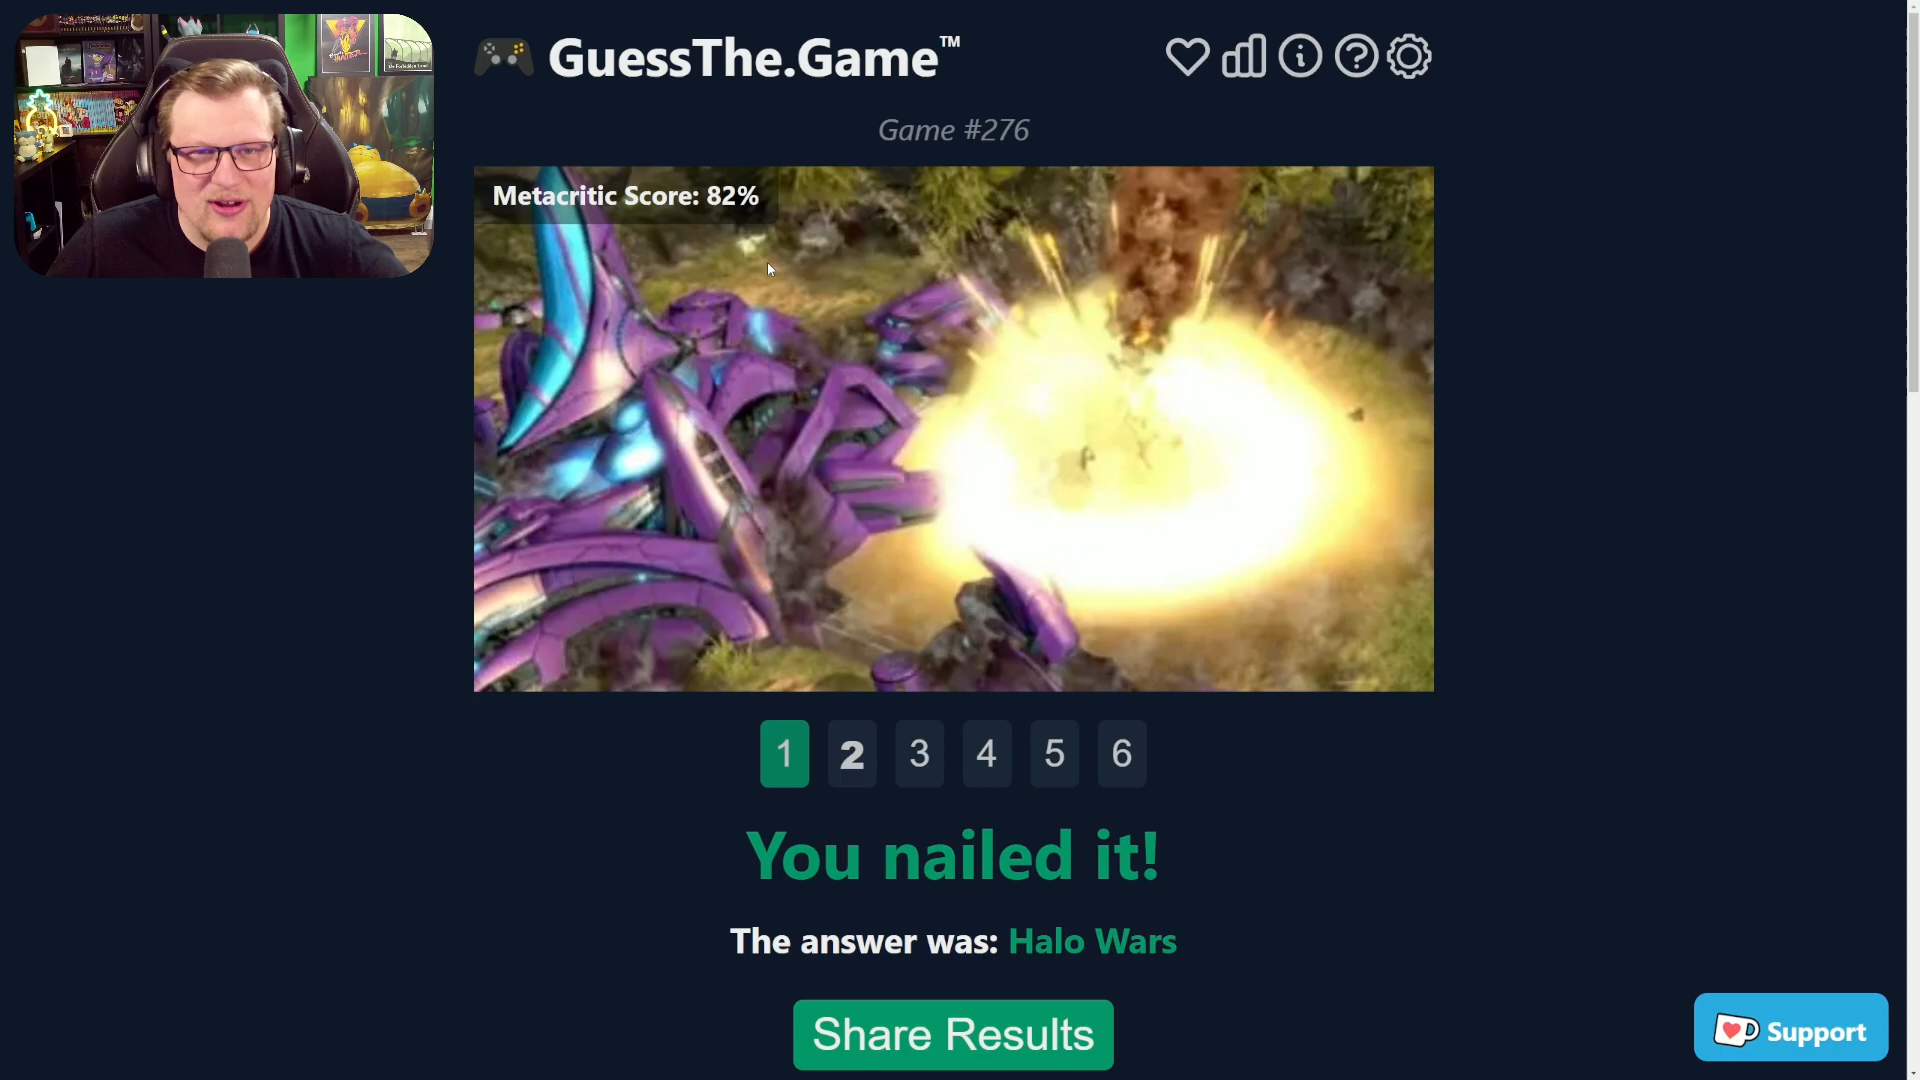 GuessThe.Game™
Game #276
Metacritic Score: 82%
1 2 3 4 5 6
You nailed it!
The answer was: Halo Wars
Share Results
Support